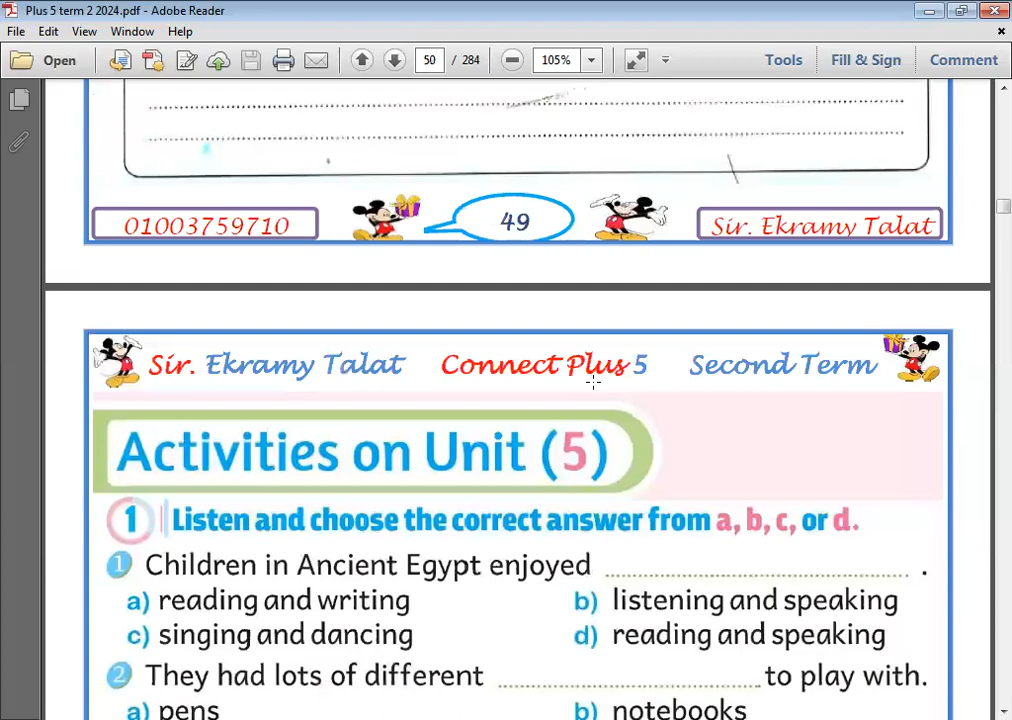 Plus 5 term 2 2024.pdf - Adobe Reader
File Edit View Window Help
Open 50 / 284 105% Tools Fill & Sign Comment
01003759710 49 Sir. Ekramy Talat
Sir. Ekramy Talat Connect Plus 5 Second Term
Activities on Unit (5)
1 Listen and choose the correct answer from a, b, c, or d.
1 Children in Ancient Egypt enjoyed .
a) reading and writing b) listening and speaking
c) singing and dancing d) reading and speaking
2 They had lots of different to play with.
a) pens b) notebooks